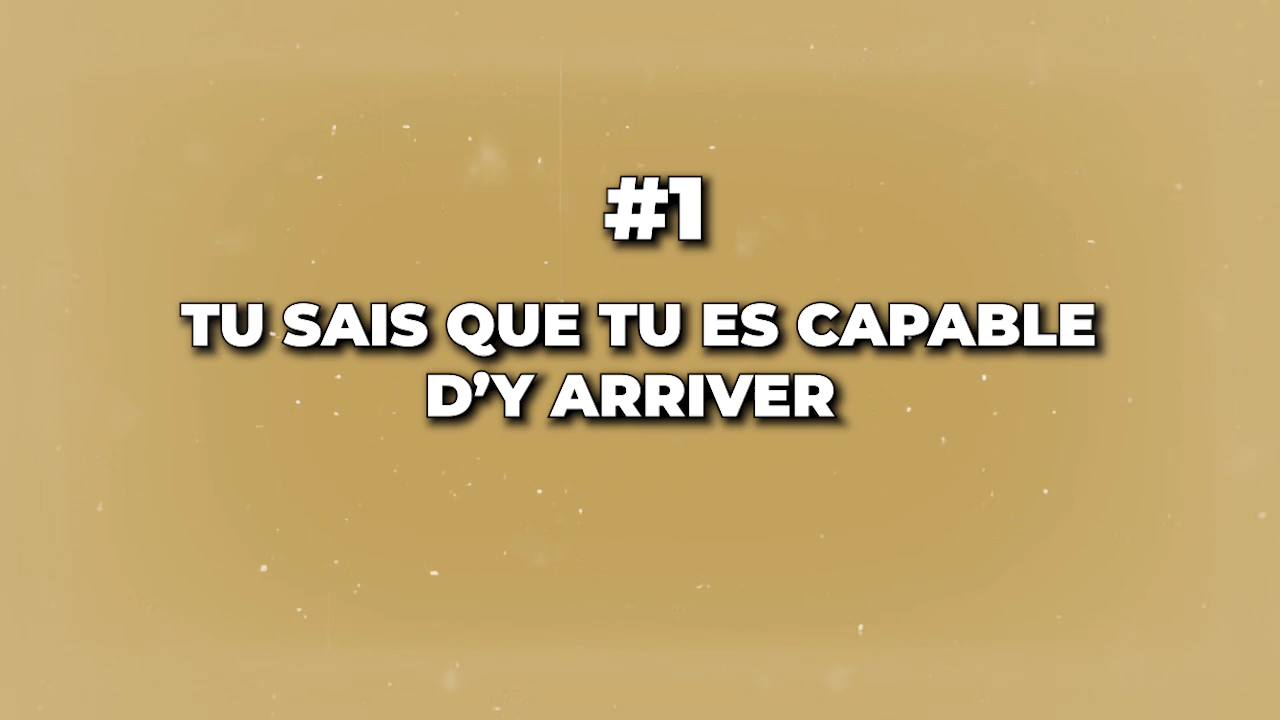 #1
TU SAIS QUE TU ES CAPABLE
D’Y ARRIVER